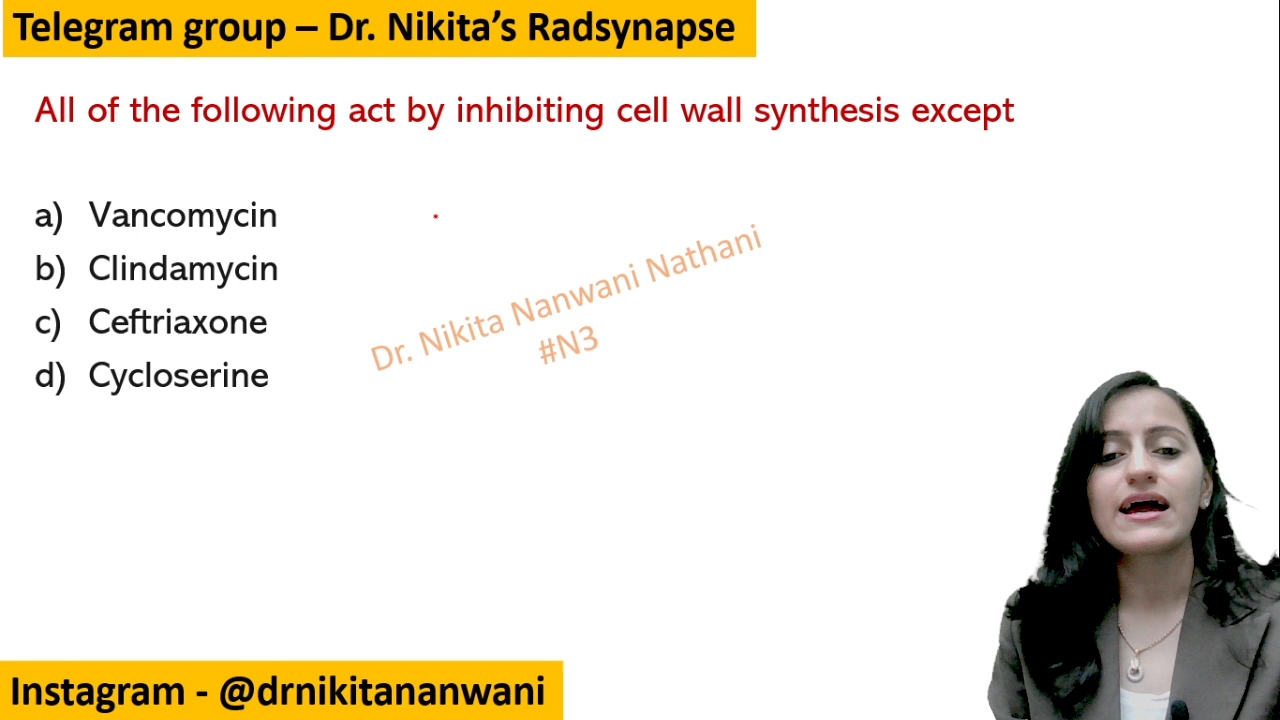 Telegram group – Dr. Nikita’s Radsynapse
All of the following act by inhibiting cell wall synthesis except
a) Vancomycin
b) Clindamycin
c) Ceftriaxone
d) Cycloserine
Dr. Nikita Nanwani Nathani
#N3
Instagram - @drnikitananwani